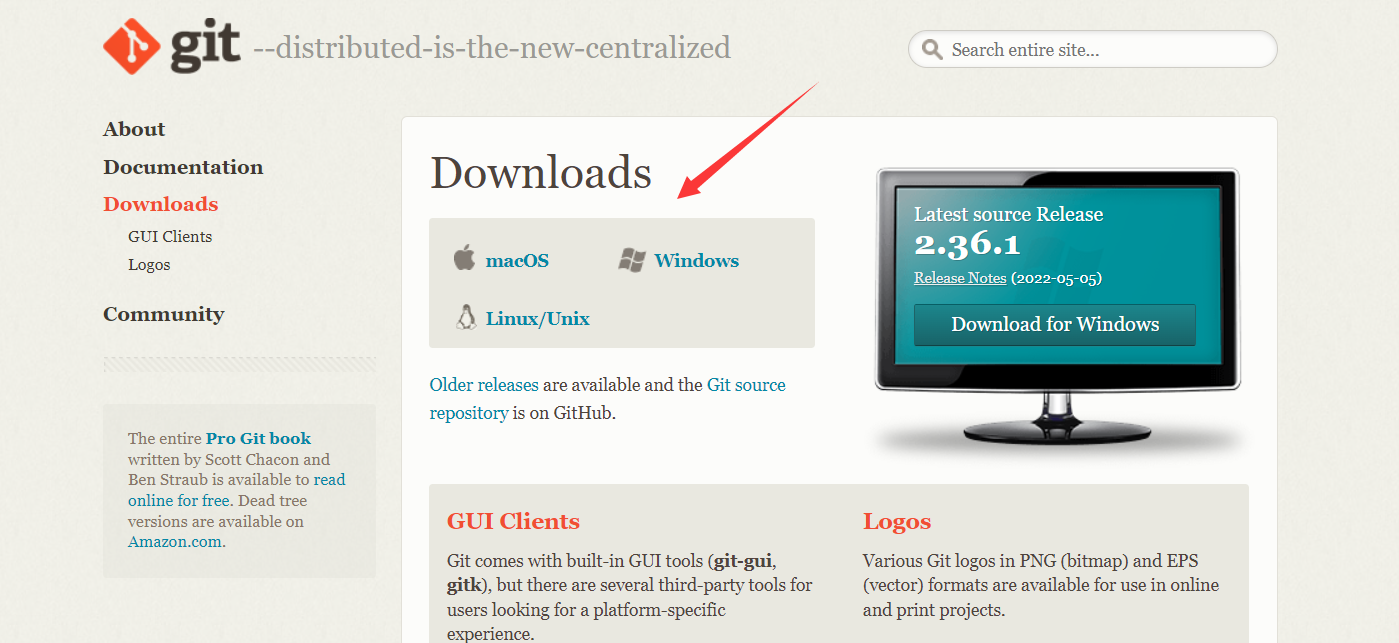 git --distributed-is-the-new-centralized
Search entire site...
About
Documentation
Downloads
GUI Clients
Logos
Community
The entire Pro Git book
written by Scott Chacon and
Ben Straub is available to read
online for free. Dead tree
versions are available on
Amazon.com.
Downloads
macOS
Windows
Linux/Unix
Older releases are available and the Git source
repository is on GitHub.
Latest source Release
2.36.1
Release Notes (2022-05-05)
Download for Windows
GUI Clients
Git comes with built-in GUI tools (git-gui,
gitk), but there are several third-party tools for
users looking for a platform-specific
experience.
Logos
Various Git logos in PNG (bitmap) and EPS
(vector) formats are available for use in online
and print projects.